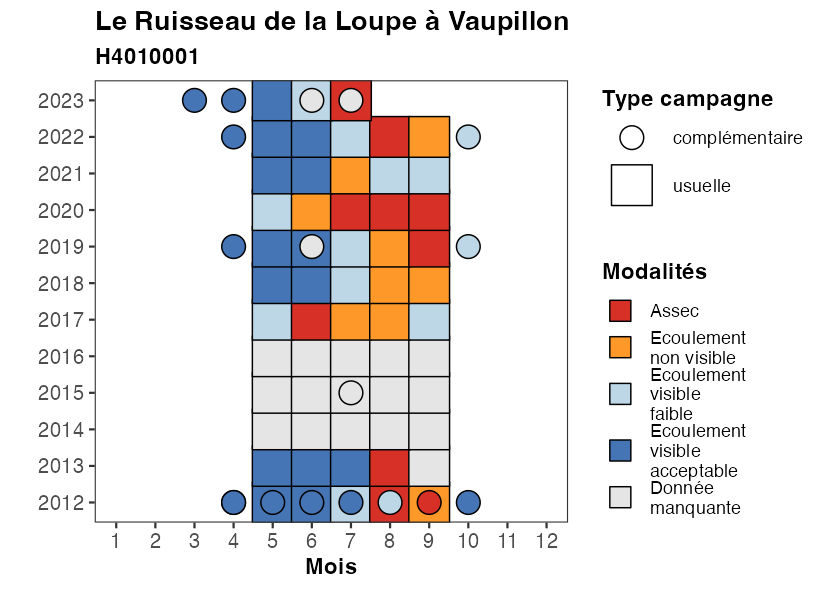 Le Ruisseau de la Loupe à Vaupillon
H4010001
2023
2022
2021
2020
2019
2018
2017
2016
2015
2014
2013
2012
1 2 3 4 5 6 7 8 9 10 11 12
Mois
Type campagne
complémentaire
usuelle
Modalités
Assec
Ecoulement
non visible
Ecoulement
visible
faible
Ecoulement
visible
acceptable
Donnée
manquante